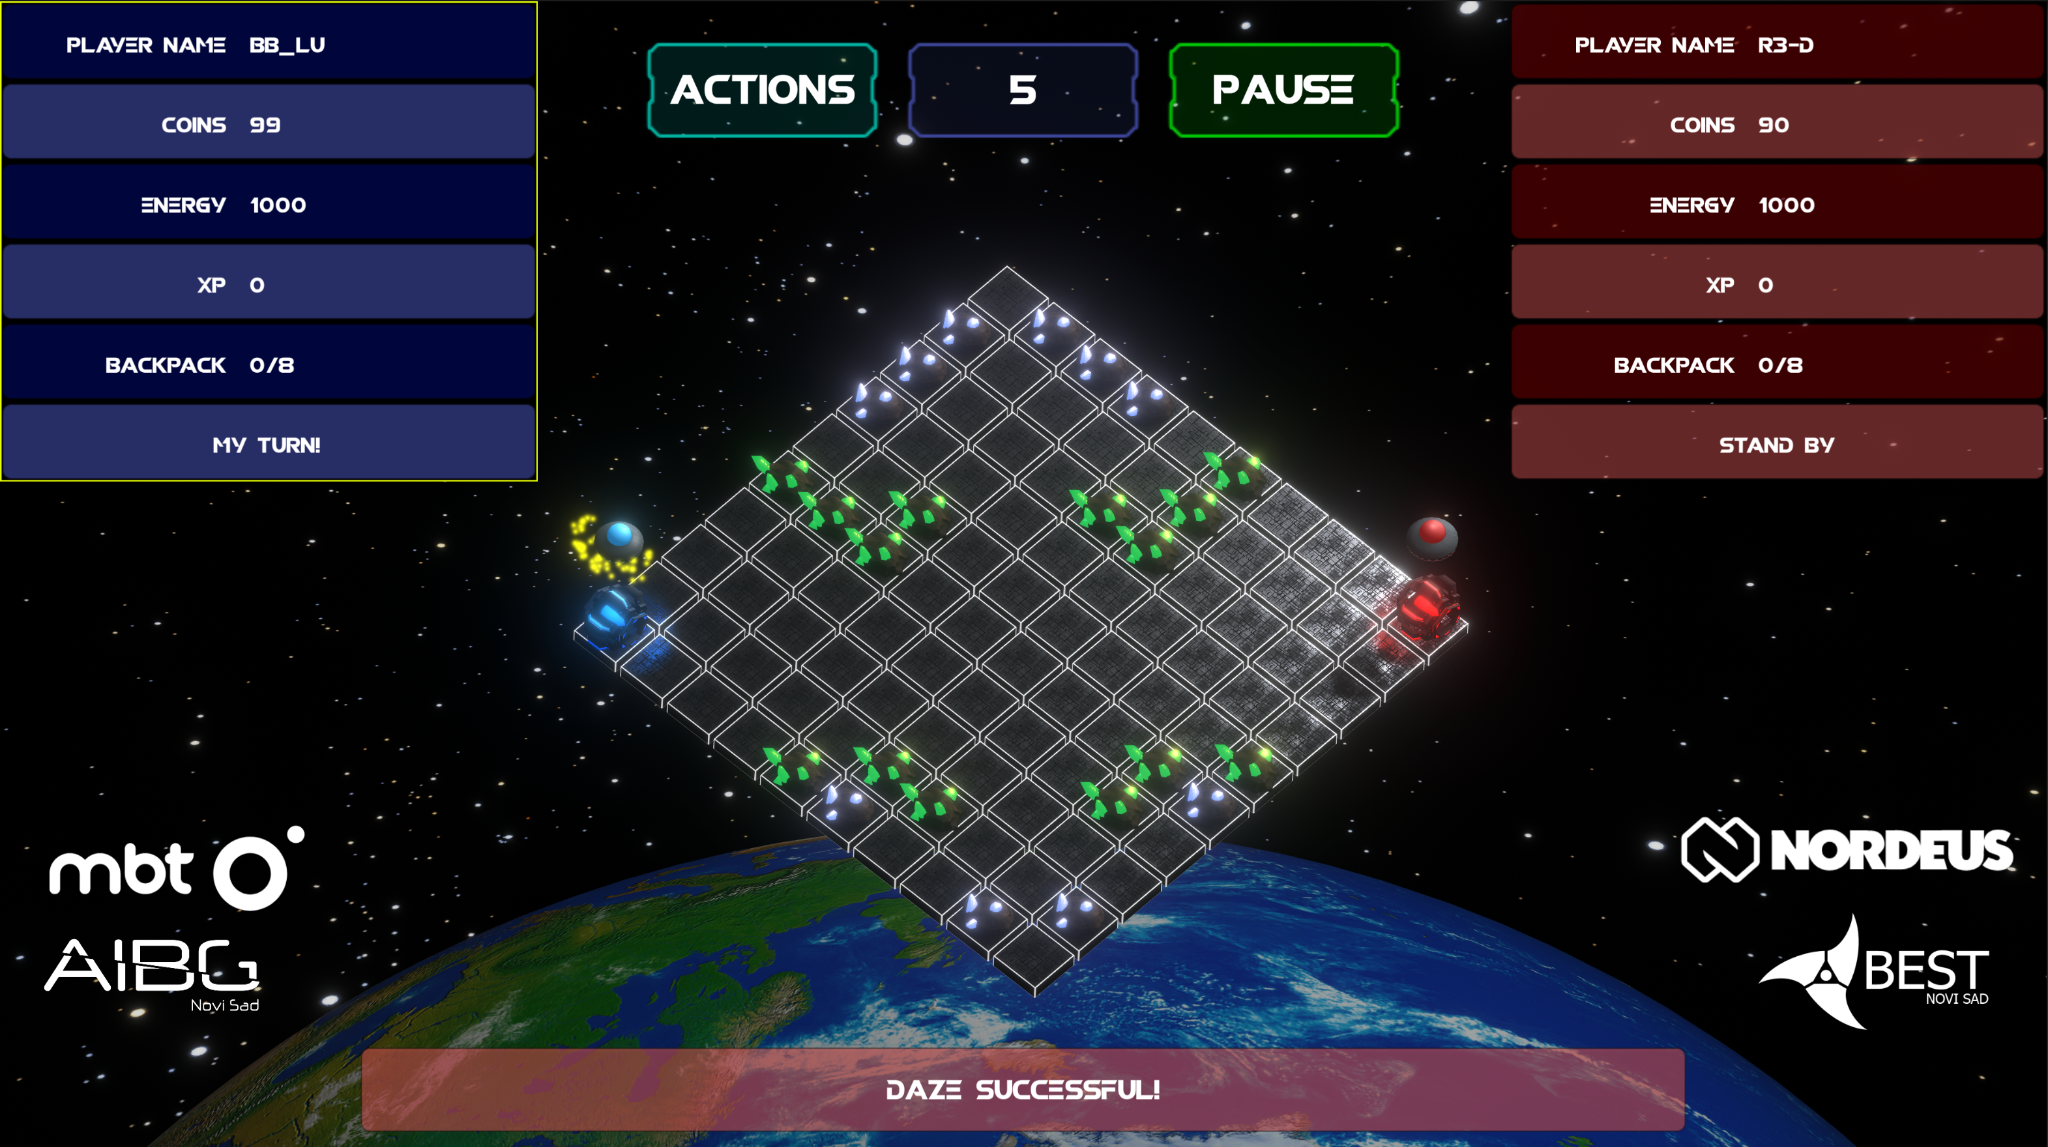 PLAYER NAME BB_LU
COINS 99
ENERGY 1000
XP 0
BACKPACK 0/8
MY TURN!
ACTIONS
5
PAUSE
PLAYER NAME R3-D
COINS 90
ENERGY 1000
XP 0
BACKPACK 0/8
STAND BY
mbt
AIBG
Novi Sad
NORDEUS
BEST
NOVI SAD
DAZE SUCCESSFUL!